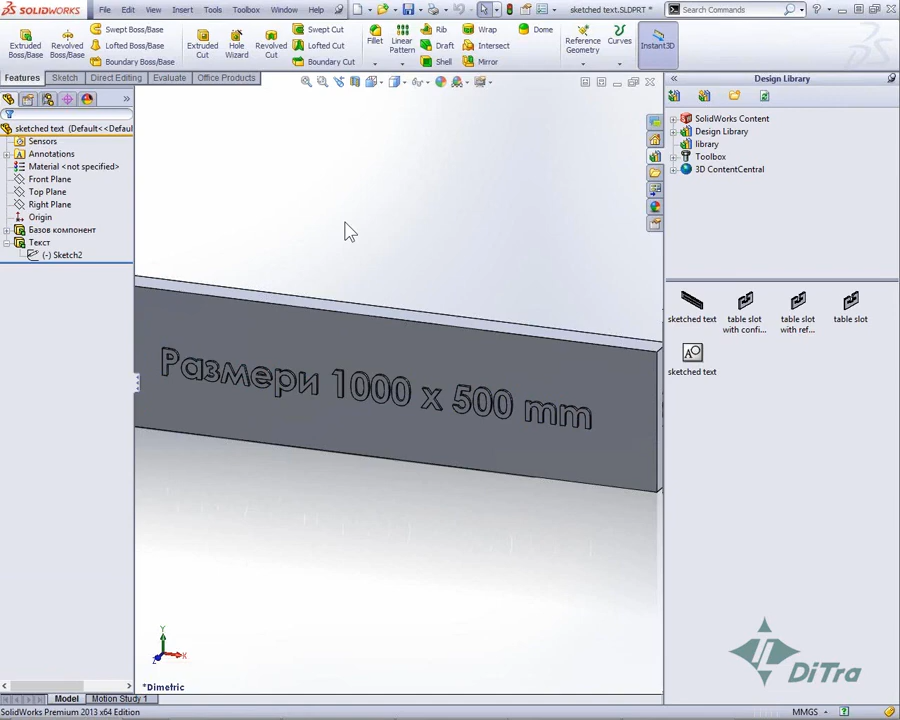 SOLIDWORKS File Edit View Insert Tools Toolbox Window Help sketched text.SLDPRT * Search Commands
Extruded Boss/Base
Revolved Boss/Base
Swept Boss/Base
Lofted Boss/Base
Boundary Boss/Base
Extruded Cut
Hole Wizard
Revolved Cut
Swept Cut
Lofted Cut
Boundary Cut
Fillet
Linear Pattern
Rib
Draft
Shell
Wrap
Intersect
Mirror
Dome
Reference Geometry
Curves
Instant3D
Features Sketch Direct Editing Evaluate Office Products
sketched text (Default<<Defaul
Sensors
Annotations
Material <not specified>
Front Plane
Top Plane
Right Plane
Origin
Базов компонент
Текст
(-) Sketch2
Размери 1000 x 500 mm
Y
X
Z
*Dimetric
Design Library
SolidWorks Content
Design Library
library
Toolbox
3D ContentCentral
sketched text
table slot with confi...
table slot with ref...
table slot
sketched text
DiTra
Model Motion Study 1
SolidWorks Premium 2013 x64 Edition MMGS